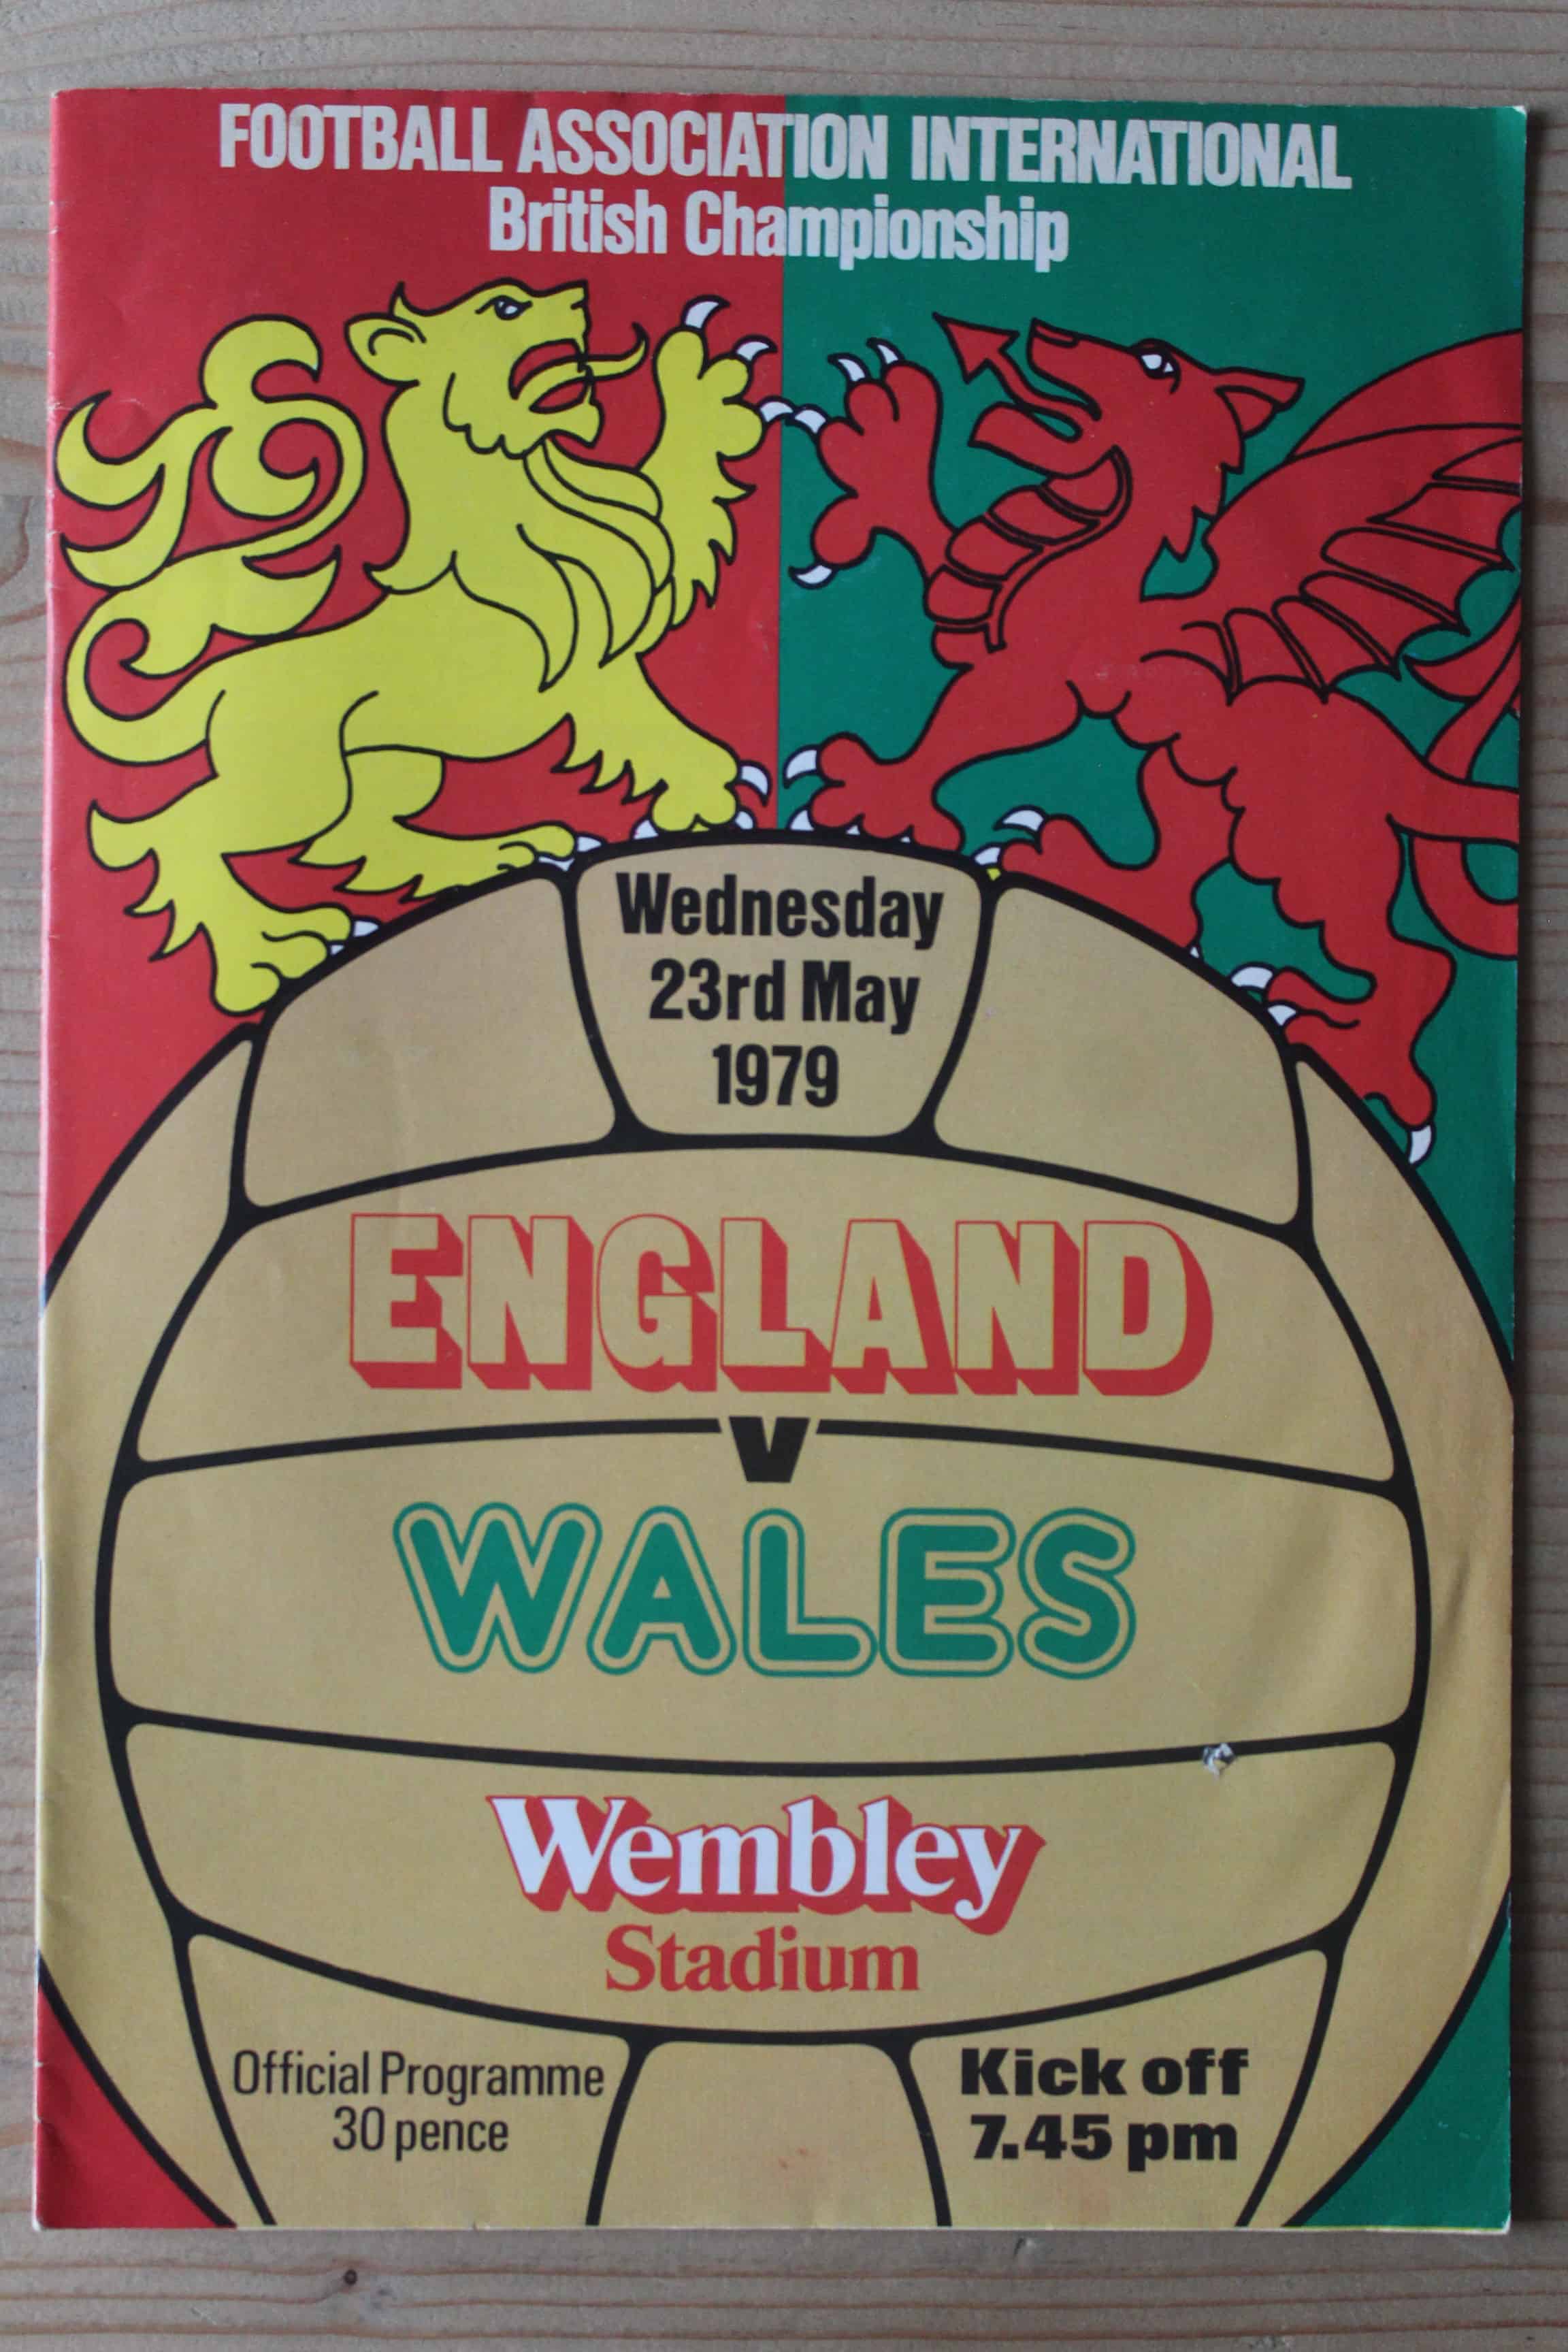 FOOTBALL ASSOCIATION INTERNATIONAL
British Championship
Wednesday
23rd May
1979
ENGLAND
V
WALES
Wembley
Stadium
Official Programme
30 pence
Kick off
7.45 pm